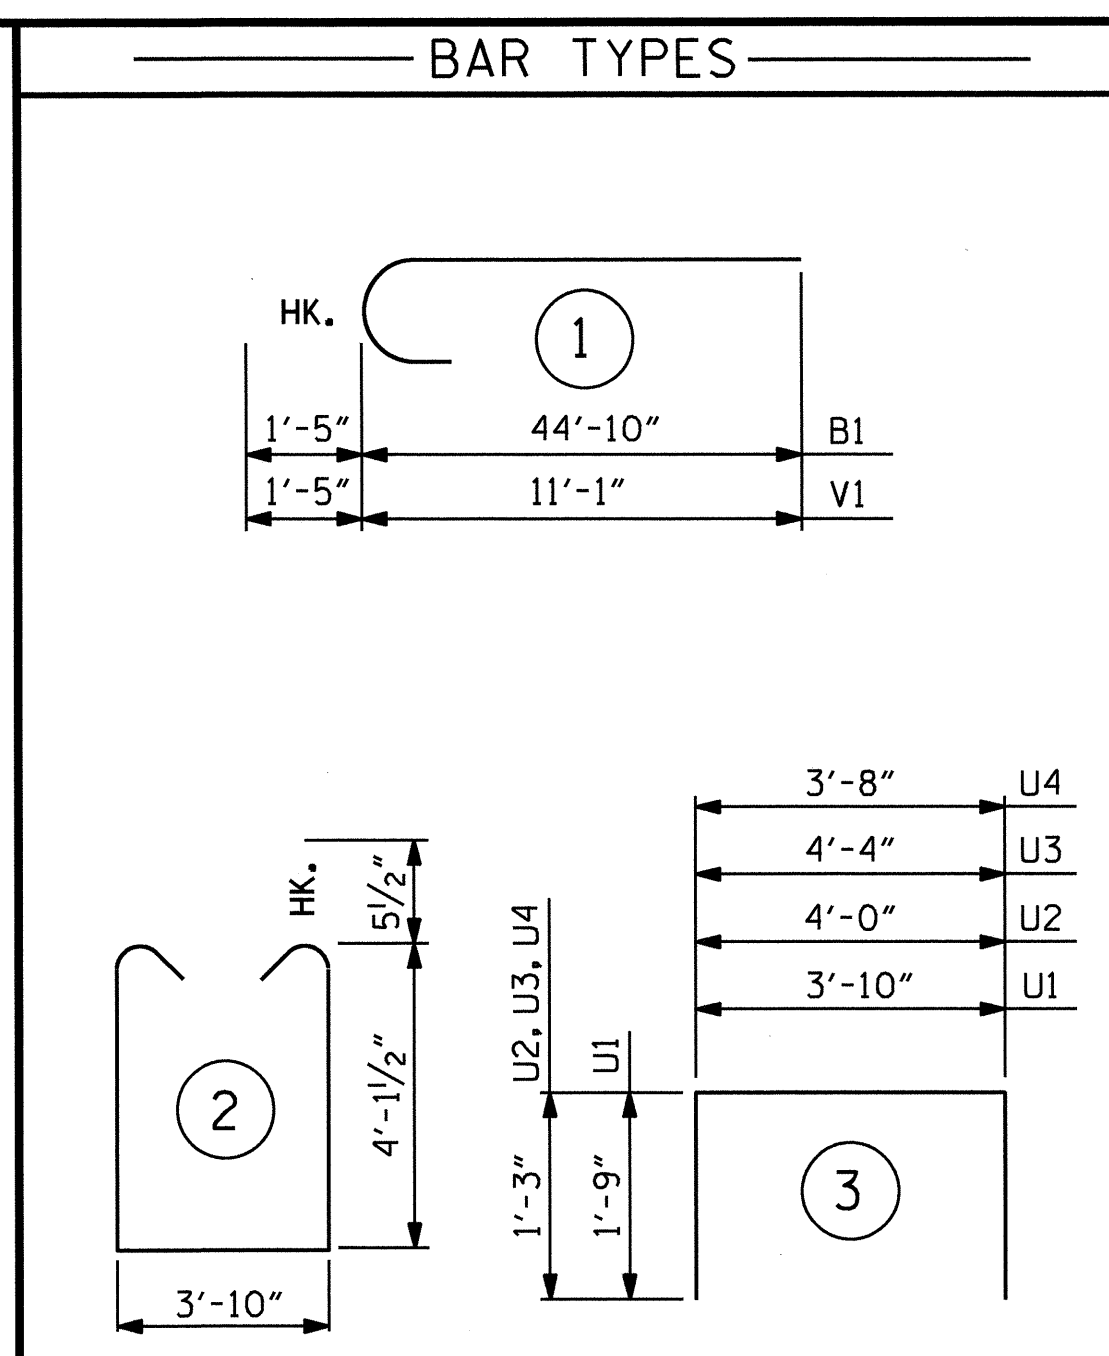 BAR TYPES
HK.
1
1'-5" 44'-10" B1
1'-5" 11'-1" V1
3'-8" U4
4'-4" U3
4'-0" U2
3'-10" U1
HK.
5½"
4'-1½"
2
3'-10"
U2, U3, U4
U1
1'-3"
1'-9"
3